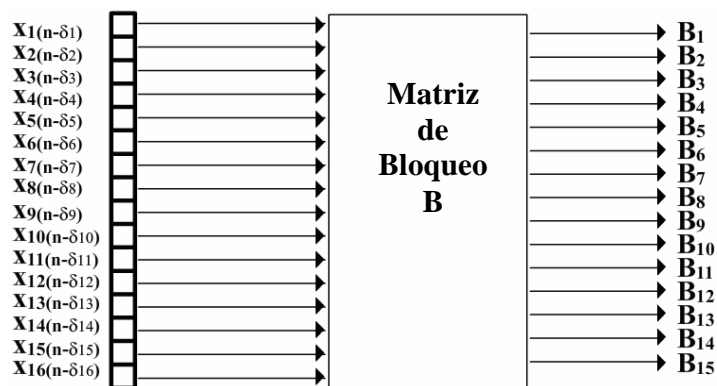 x1(n-δ1)
x2(n-δ2)
x3(n-δ3)
x4(n-δ4)
x5(n-δ5)
x6(n-δ6)
x7(n-δ7)
x8(n-δ8)
x9(n-δ9)
x10(n-δ10)
x11(n-δ11)
x12(n-δ12)
x13(n-δ13)
x14(n-δ14)
x15(n-δ15)
x16(n-δ16)
Matriz
de
Bloqueo
B
B1
B2
B3
B4
B5
B6
B7
B8
B9
B10
B11
B12
B13
B14
B15